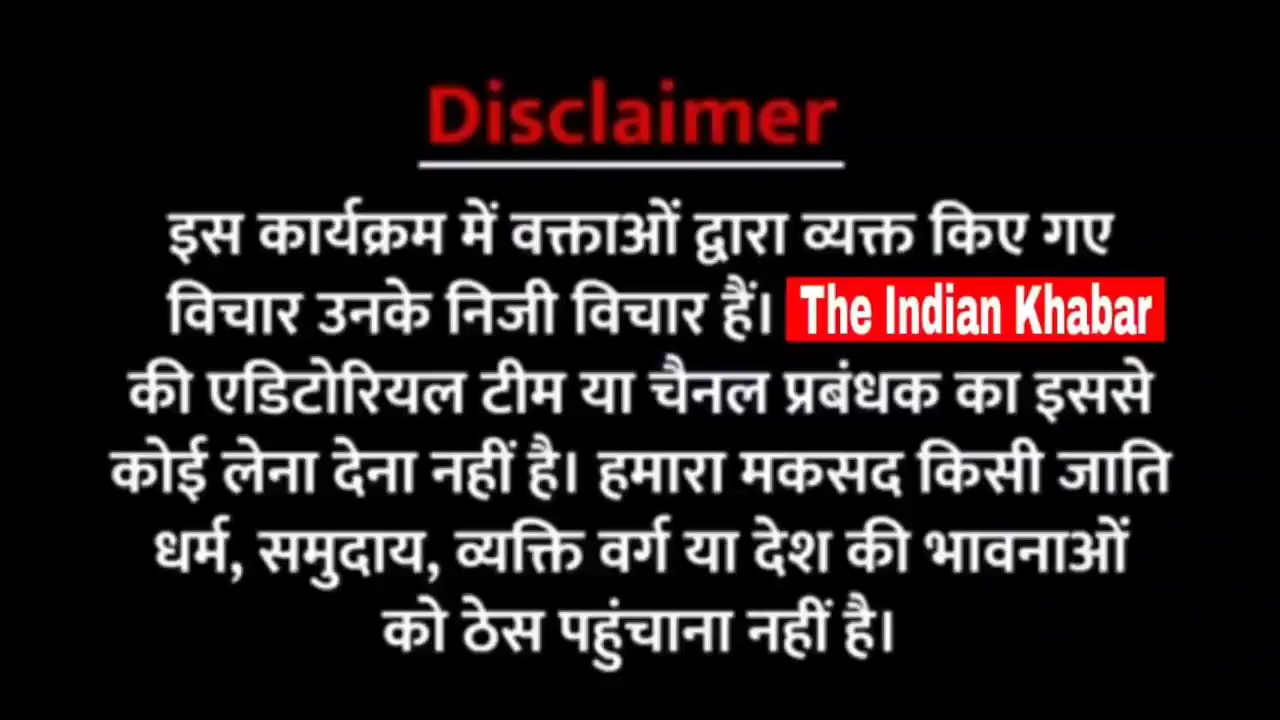 Disclaimer
इस कार्यक्रम में वक्ताओं द्वारा व्यक्त किए गए
विचार उनके निजी विचार हैं। The Indian Khabar
की एडिटोरियल टीम या चैनल प्रबंधक का इससे
कोई लेना देना नहीं है। हमारा मकसद किसी जाति
धर्म, समुदाय, व्यक्ति वर्ग या देश की भावनाओं
को ठेस पहुंचाना नहीं है।